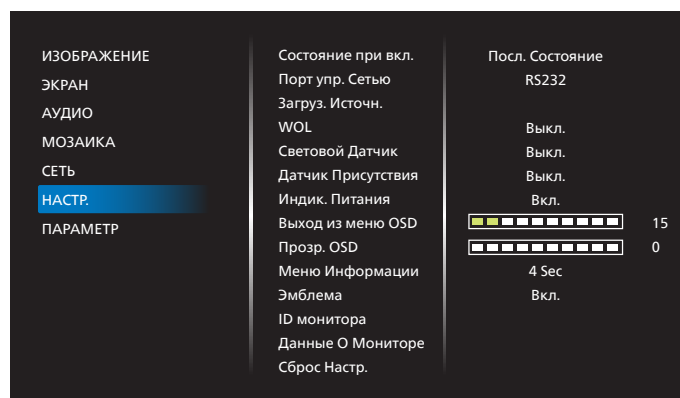 ИЗОБРАЖЕНИЕ
ЭКРАН
АУДИО
МОЗАИКА
СЕТЬ
НАСТР.
ПАРАМЕТР
Состояние при вкл. Посл. Состояние
Порт упр. Сетью RS232
Загруз. Источн.
WOL Выкл.
Световой Датчик Выкл.
Датчик Присутствия Выкл.
Индик. Питания Вкл.
Выход из меню OSD 15
Прозр. OSD 0
Меню Информации 4 Sec
Эмблема Вкл.
ID монитора
Данные О Мониторе
Сброс Настр.